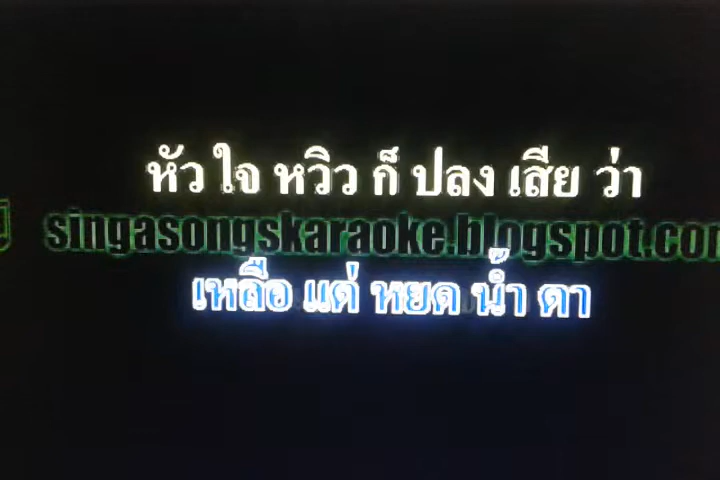 หัว ใจ หวิว ก็ ปลง เสีย ว่า
singasongskaraoke.blogspot.com
เหลือ แต่ หยด น้ำ ตา